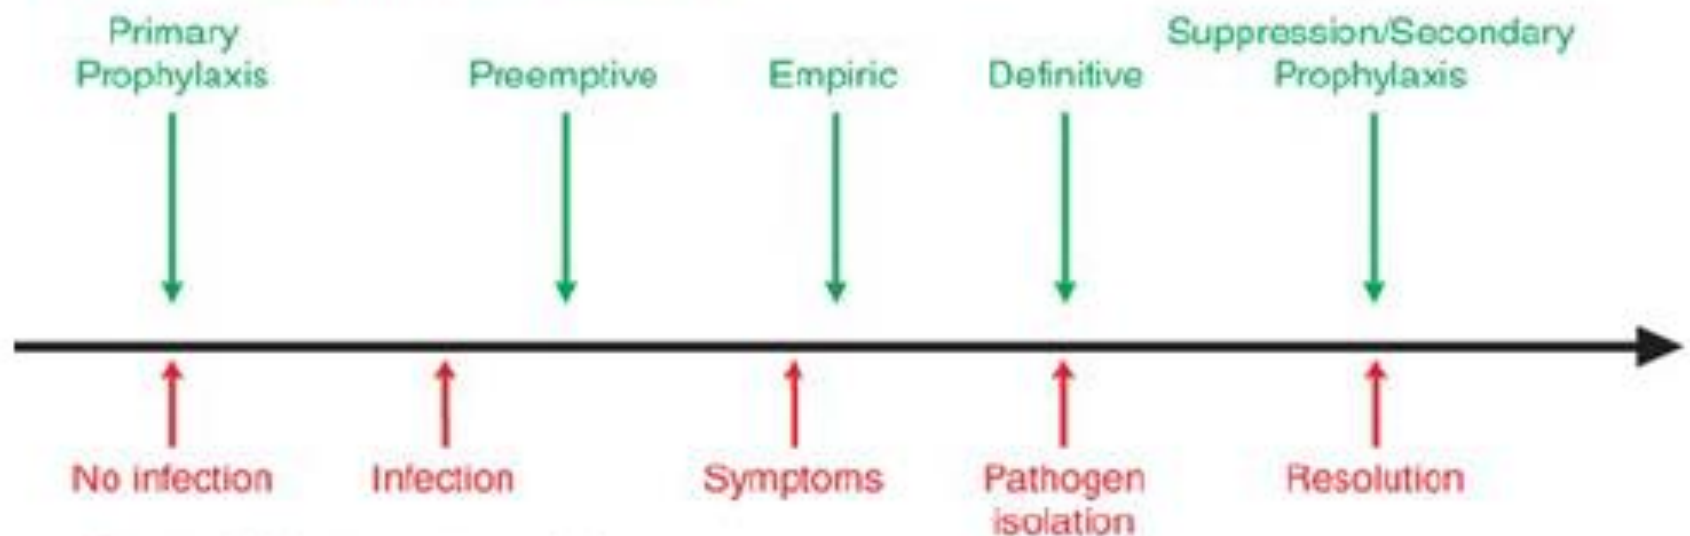 Primary
Prophylaxis
Preemptive
Empiric
Definitive
Suppression/Secondary
Prophylaxis
No infection
Infection
Symptoms
Pathogen
isolation
Resolution